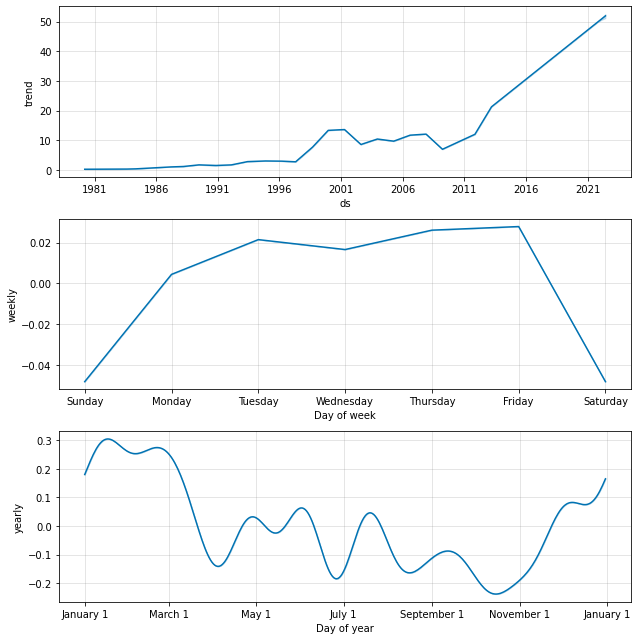 50
40
30
20
10
0
trend
1981 1986 1991 1996 2001 2006 2011 2016 2021
ds
0.02
0.00
−0.02
−0.04
weekly
Sunday Monday Tuesday Wednesday Thursday Friday Saturday
Day of week
0.3
0.2
0.1
0.0
−0.1
−0.2
yearly
January 1 March 1 May 1 July 1 September 1 November 1 January 1
Day of year